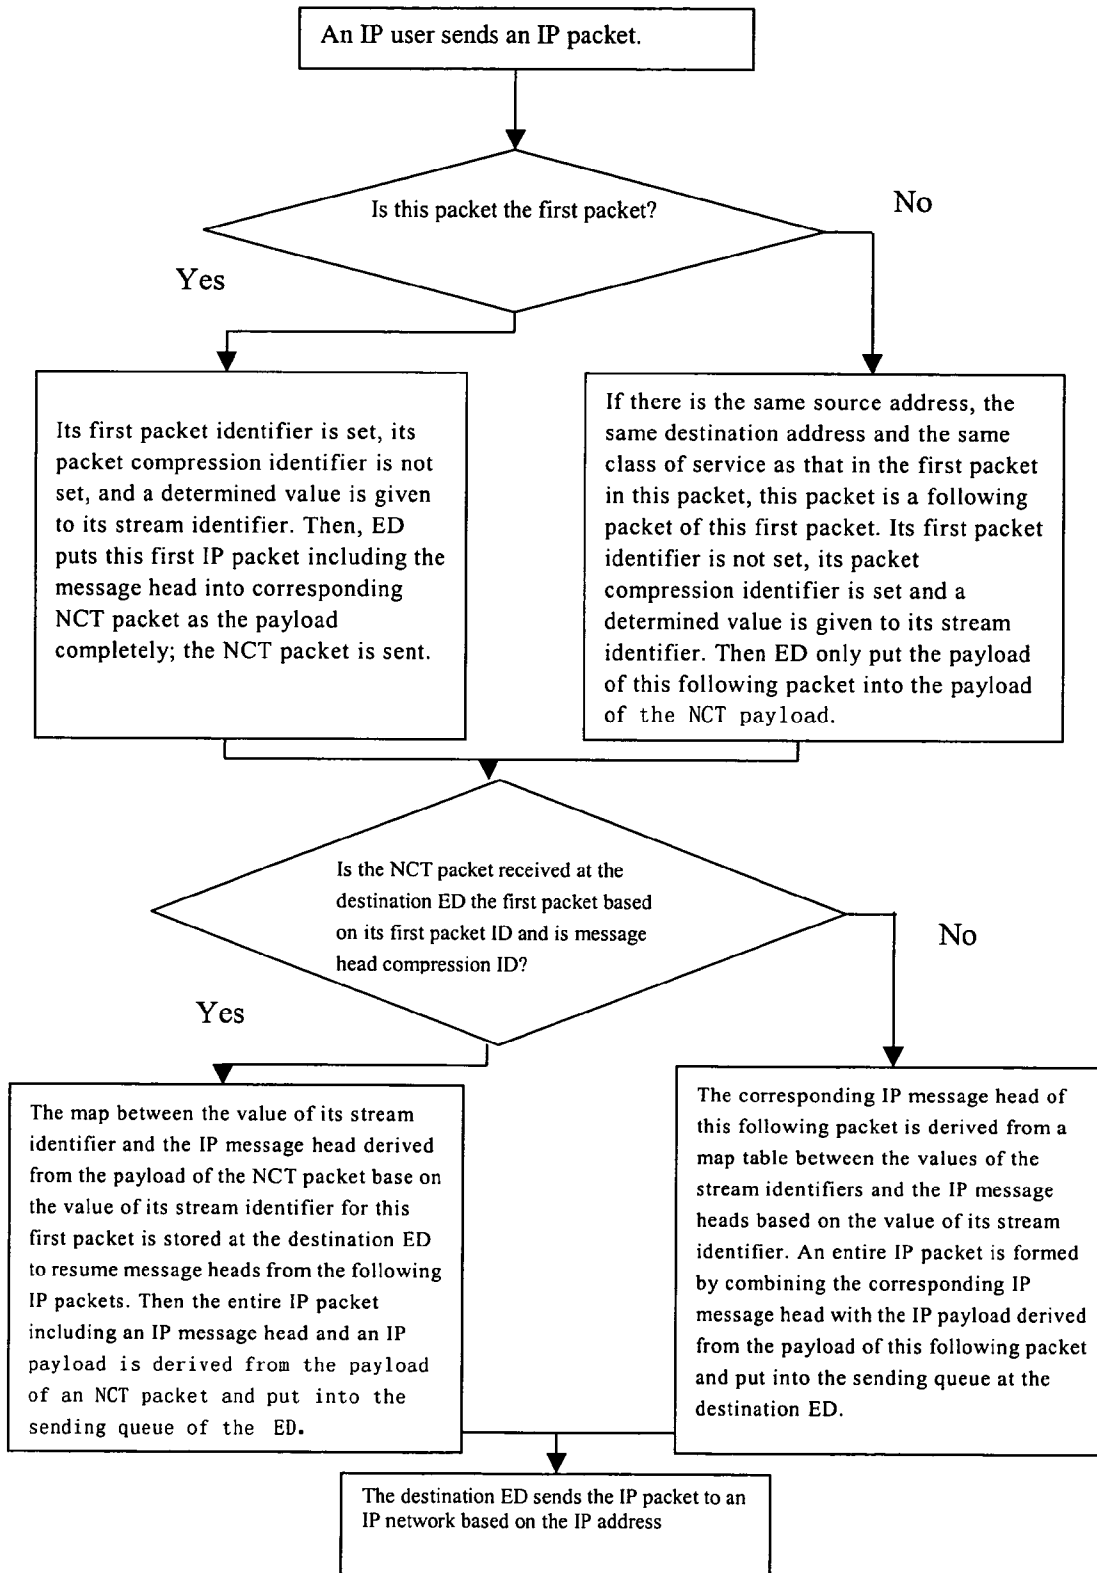 An IP user sends an IP packet.
Is this packet the first packet?
No
Yes
Its first packet identifier is set, its
packet compression identifier is not
set, and a determined value is given
to its stream identifier. Then, ED
puts this first IP packet including the
message head into corresponding
NCT packet as the payload
completely; the NCT packet is sent.
If there is the same source address, the
same destination address and the same
class of service as that in the first packet
in this packet, this packet is a following
packet of this first packet. Its first packet
identifier is not set, its packet
compression identifier is set and a
determined value is given to its stream
identifier. Then ED only put the payload
of this following packet into the payload
of the NCT payload.
Is the NCT packet received at the
destination ED the first packet based
on its first packet ID and is message
head compression ID?
No
Yes
The map between the value of its stream
identifier and the IP message head derived
from the payload of the NCT packet base on
the value of its stream identifier for this
first packet is stored at the destination ED
to resume message heads from the following
IP packets. Then the entire IP packet
including an IP message head and an IP
payload is derived from the payload
of an NCT packet and put into the
sending queue of the ED.
The corresponding IP message head of
this following packet is derived from a
map table between the values of the
stream identifiers and the IP message
heads based on the value of its stream
identifier. An entire IP packet is formed
by combining the corresponding IP
message head with the IP payload derived
from the payload of this following packet
and put into the sending queue at the
destination ED.
The destination ED sends the IP packet to an
IP network based on the IP address